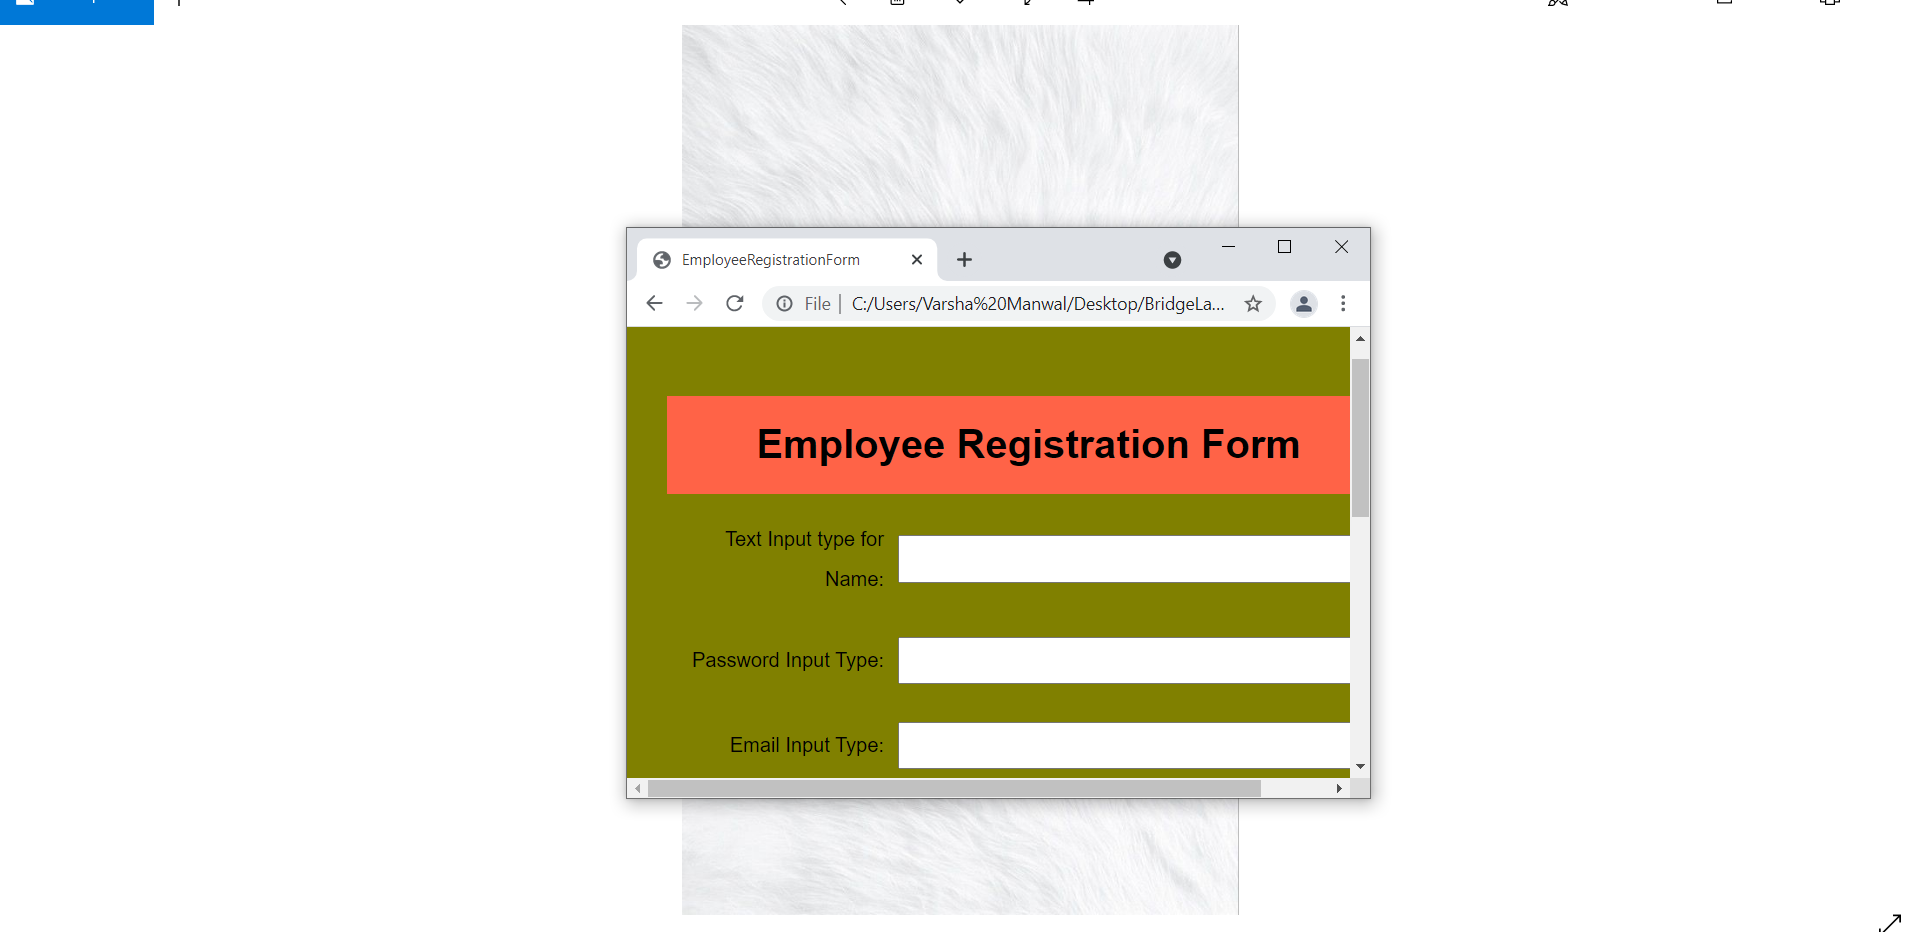 EmployeeRegistrationForm
File
C:/Users/Varsha%20Manwal/Desktop/BridgeLa...
Employee Registration Form
Text Input type for
Name:
Password Input Type:
Email Input Type: